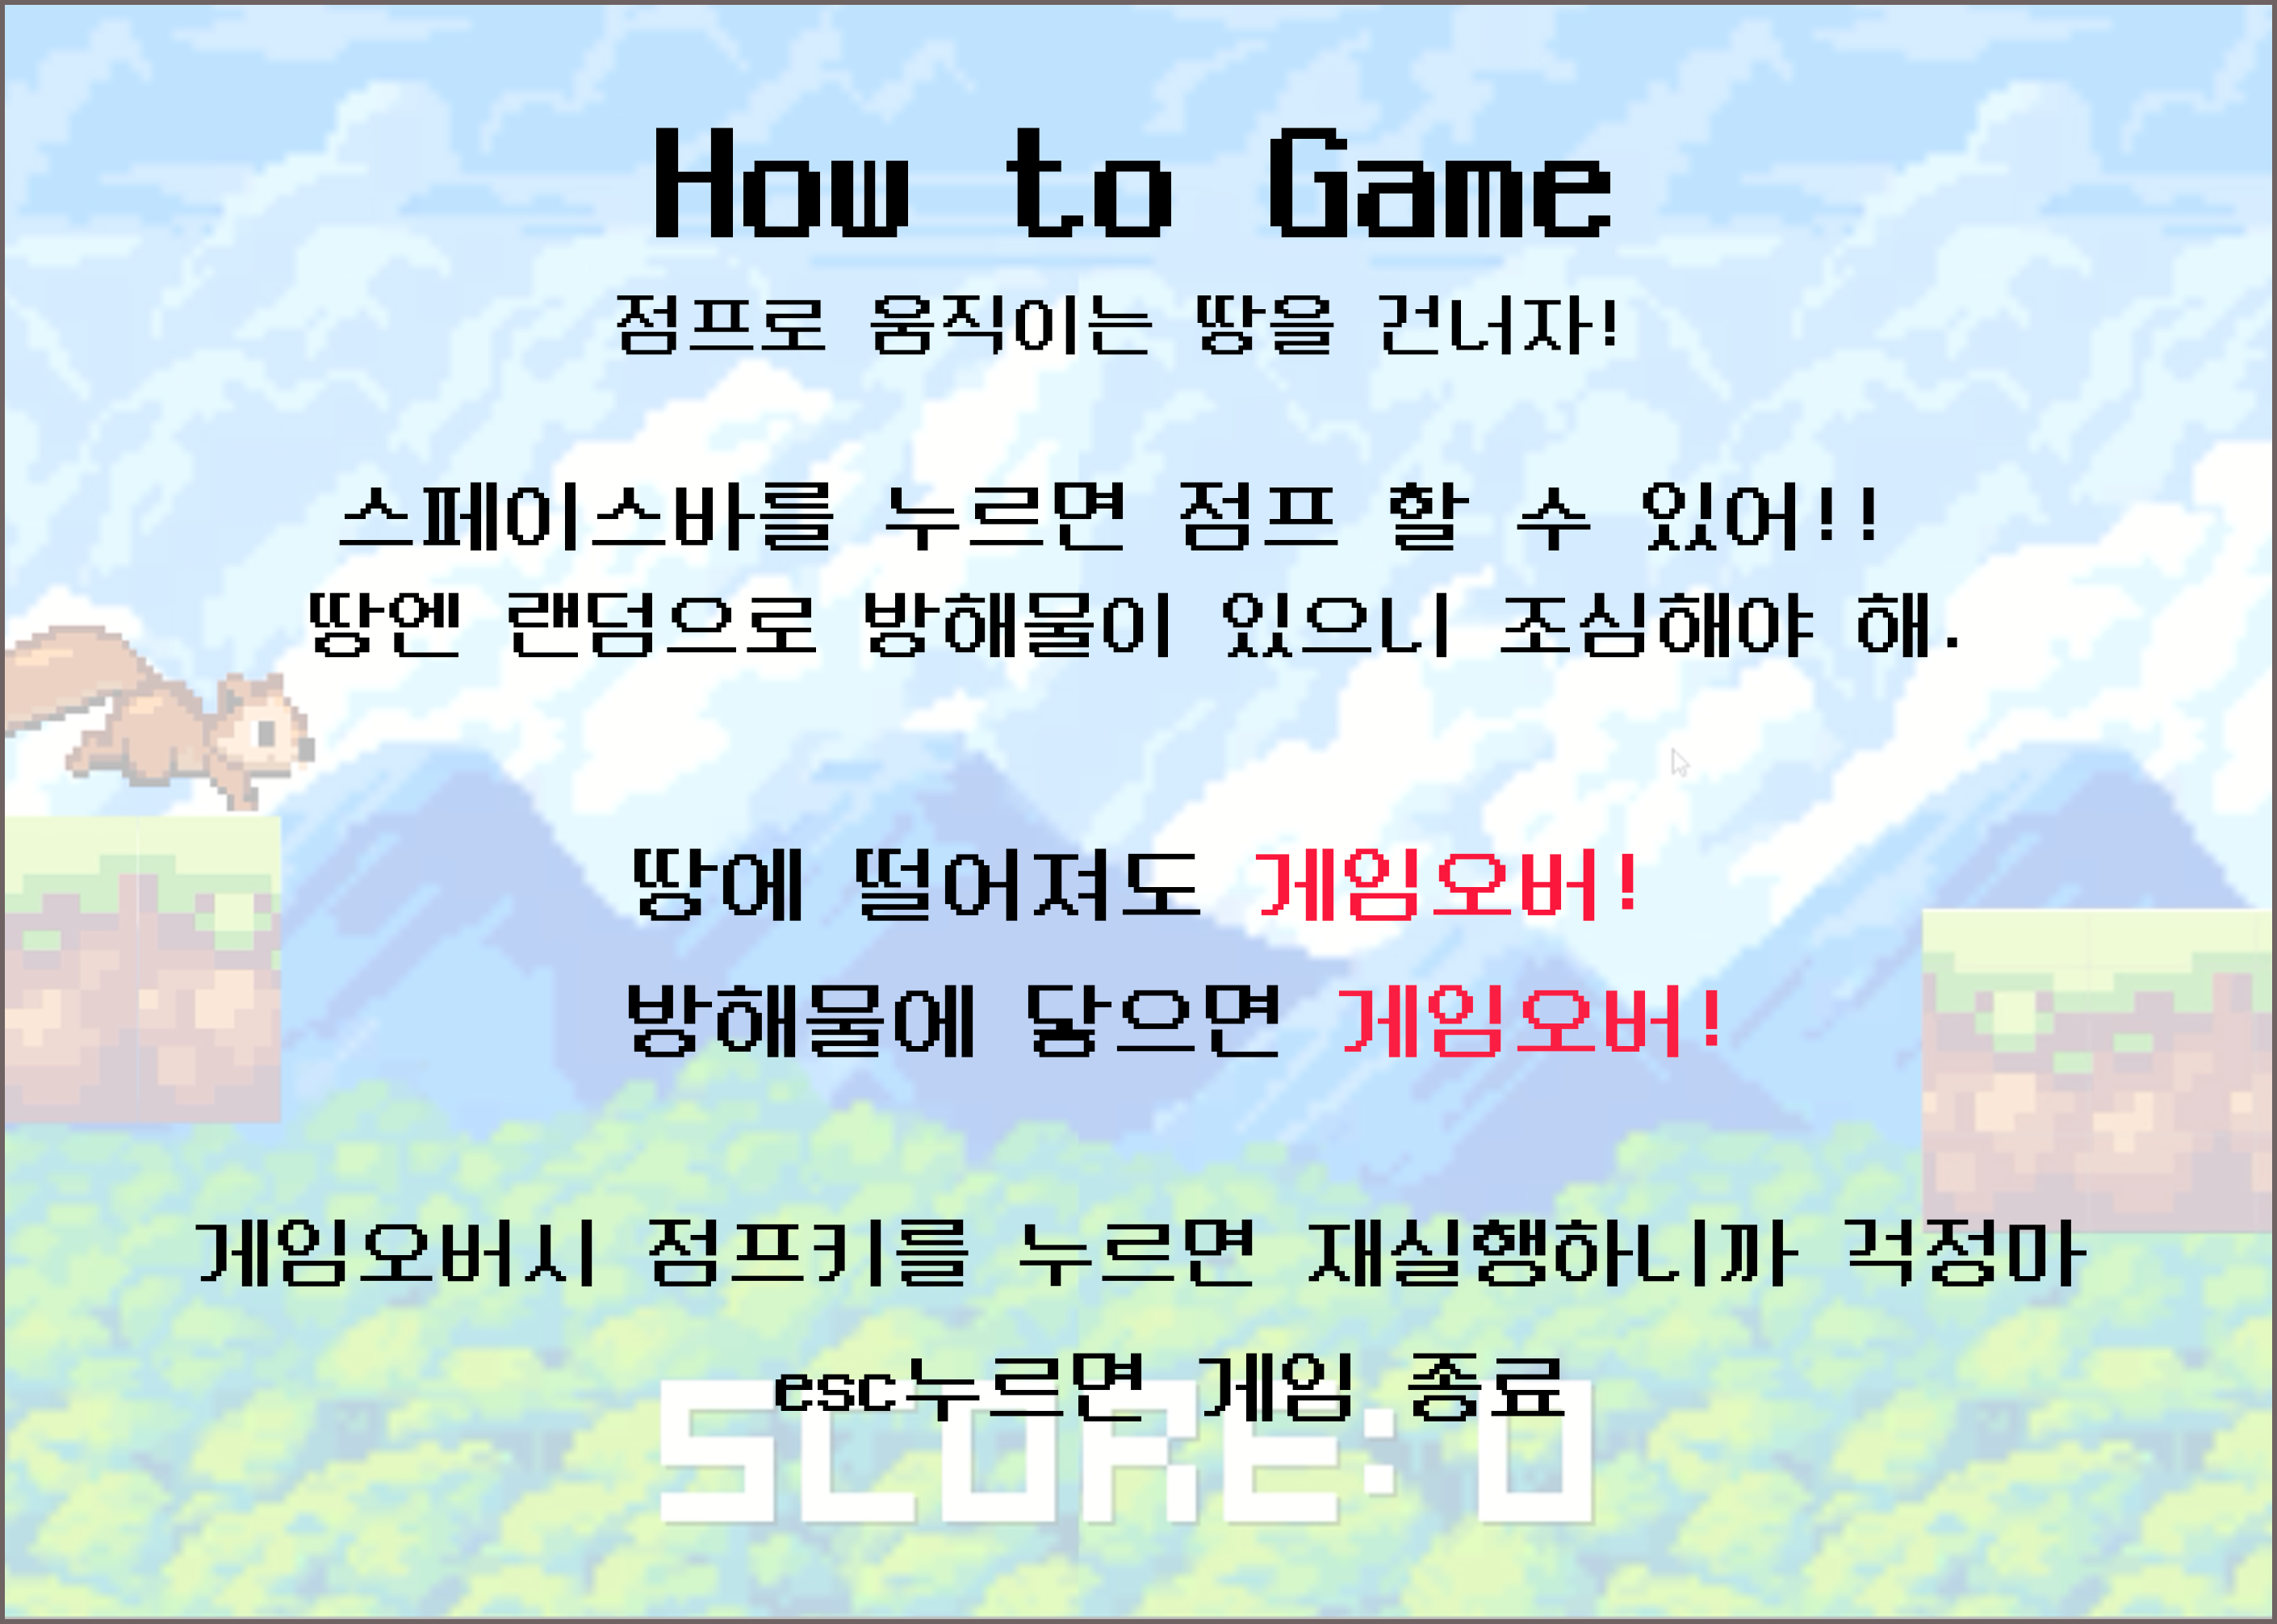 How to Game
점프로 움직이는 땅을 건너자!
스페이스바를 누르면 점프 할 수 있어!!
땅엔 랜덤으로 방해물이 있으니 조심해야 해.
땅에 떨어져도 게임오버!
방해물에 닿으면 게임오버!
게임오버시 점프키를 누르면 재실행하니까 걱정마
esc누르면 게임 종료
SCORE: 0